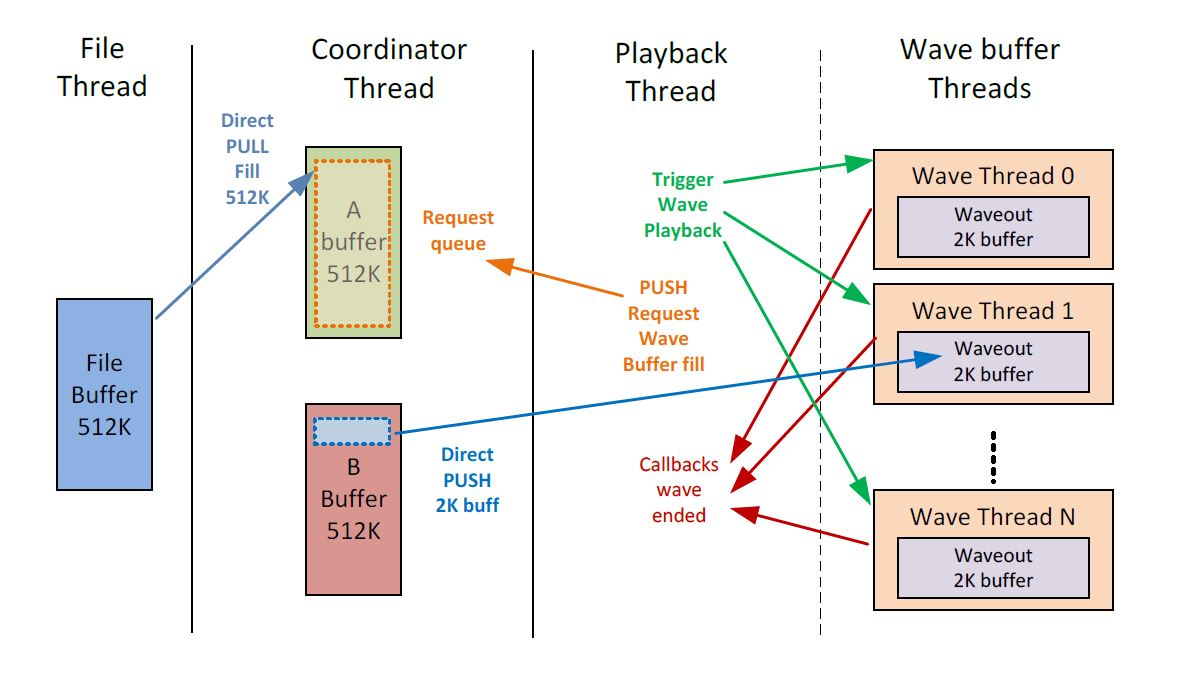 File
Thread
Coordinator
Thread
Playback
Thread
Wave buffer
Threads
Direct
PULL
Fill
512K
File
Buffer
512K
A
buffer
512K
Request
queue
B
Buffer
512K
Direct
PUSH
2K buff
Trigger
Wave
Playback
PUSH
Request
Wave
Buffer fill
Callbacks
wave
ended
Wave Thread 0
Waveout
2K buffer
Wave Thread 1
Waveout
2K buffer
Wave Thread N
Waveout
2K buffer